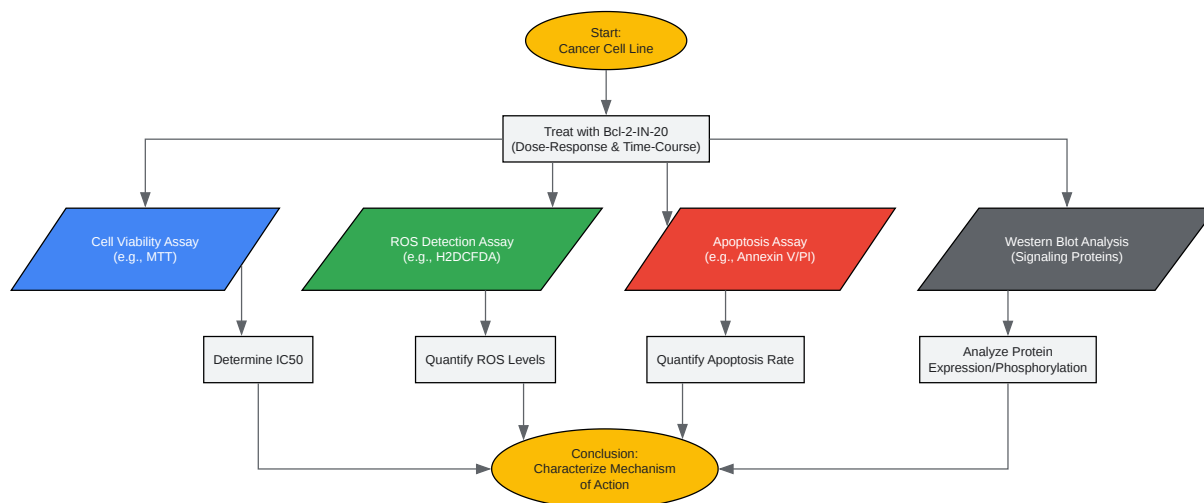 Start:
Cancer Cell Line
Treat with Bcl-2-IN-20
(Dose-Response & Time-Course)
Cell Viability Assay
(e.g., MTT)
ROS Detection Assay
(e.g., H2DCFDA)
Apoptosis Assay
(e.g., Annexin V/PI)
Western Blot Analysis
(Signaling Proteins)
Determine IC50
Quantify ROS Levels
Quantify Apoptosis Rate
Analyze Protein
Expression/Phosphorylation
Conclusion:
Characterize Mechanism
of Action